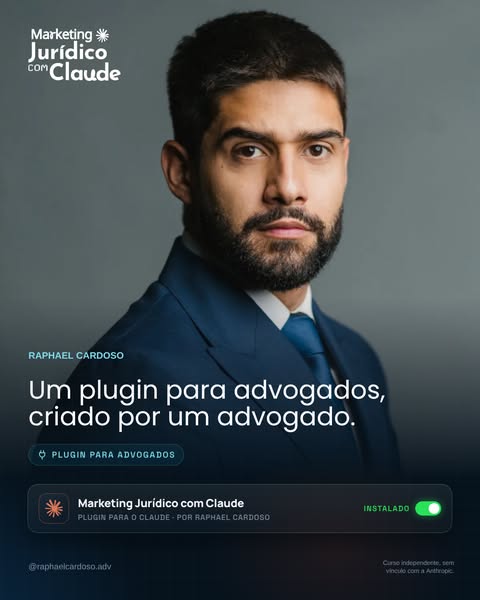 Marketing
Jurídico
COM Claude
RAPHAEL CARDOSO
Um plugin para advogados,
criado por um advogado.
PLUGIN PARA ADVOGADOS
Marketing Jurídico com Claude
PLUGIN PARA O CLAUDE · POR RAPHAEL CARDOSO
INSTALADO
@raphaelcardoso.adv
Curso independente, sem
vínculo com a Anthropic.